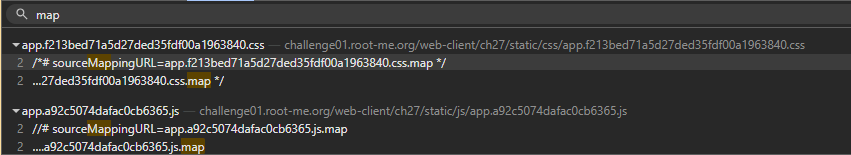 map
app.f213bed71a5d27ded35fdf00a1963840.css — challenge01.root-me.org/web-client/ch27/static/css/app.f213bed71a5d27ded35fdf00a1963840.css
2 /*# sourceMappingURL=app.f213bed71a5d27ded35fdf00a1963840.css.map */
2 ...27ded35fdf00a1963840.css.map */
app.a92c5074dafac0cb6365.js — challenge01.root-me.org/web-client/ch27/static/js/app.a92c5074dafac0cb6365.js
2 //# sourceMappingURL=app.a92c5074dafac0cb6365.js.map
2 ....a92c5074dafac0cb6365.js.map